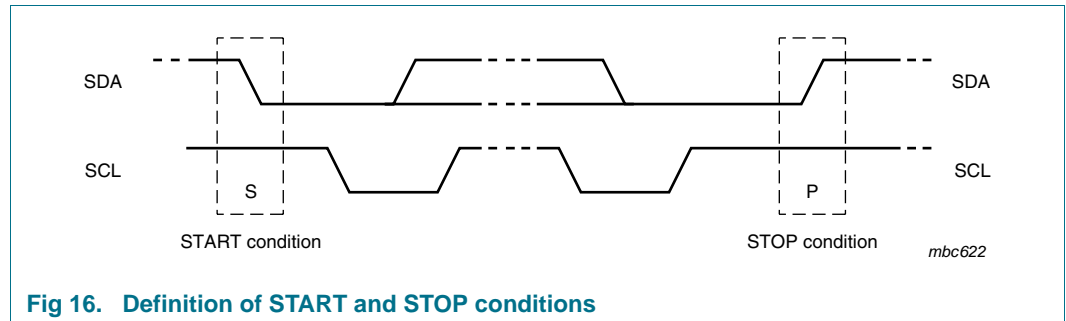 SDA SDA
SCL SCL
S P
START condition STOP condition
mbc622
Fig 16. Definition of START and STOP conditions